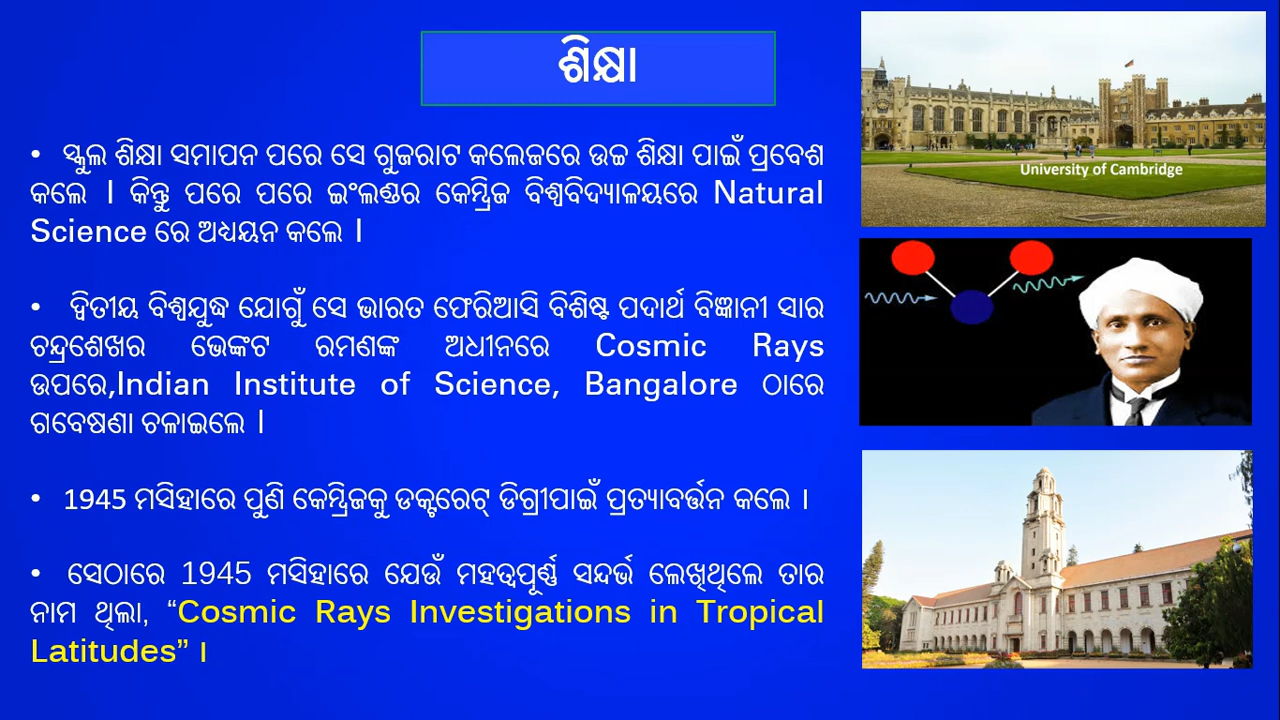 ଶିକ୍ଷା
• ସ୍କୁଲ ଶିକ୍ଷା ସମାପନ ପରେ ସେ ଗୁଜରାଟ କଲେଜରେ ଉଚ୍ଚ ଶିକ୍ଷା ପାଇଁ ପ୍ରବେଶ
କଲେ । କିନ୍ତୁ ପରେ ପରେ ଇଂଲଣ୍ଡର କେମ୍ବ୍ରିଜ ବିଶ୍ଵବିଦ୍ୟାଳୟରେ Natural
Science ରେ ଅଧ୍ୟୟନ କଲେ ।
• ଦ୍ଵିତୀୟ ବିଶ୍ଵଯୁଦ୍ଧ ଯୋଗୁଁ ସେ ଭାରତ ଫେରିଆସି ବିଶିଷ୍ଟ ପଦାର୍ଥ ବିଜ୍ଞାନୀ ସାର
ଚନ୍ଦ୍ରଶେଖର ଭେଙ୍କଟ ରମଣଙ୍କ ଅଧୀନରେ Cosmic Rays
ଉପରେ,Indian Institute of Science, Bangalore ଠାରେ
ଗବେଷଣା ଚଳାଇଲେ ।
• 1945 ମସିହାରେ ପୁଣି କେମ୍ବ୍ରିଜକୁ ଡକ୍ଟରେଟ୍ ଡିଗ୍ରୀପାଇଁ ପ୍ରତ୍ୟାବର୍ତ୍ତନ କଲେ ।
• ସେଠାରେ 1945 ମସିହାରେ ଯେଉଁ ମହତ୍ଵପୂର୍ଣ୍ଣ ସନ୍ଦର୍ଭ ଲେଖିଥିଲେ ତାର
ନାମ ଥିଲା, “Cosmic Rays Investigations in Tropical
Latitudes” ।
University of Cambridge